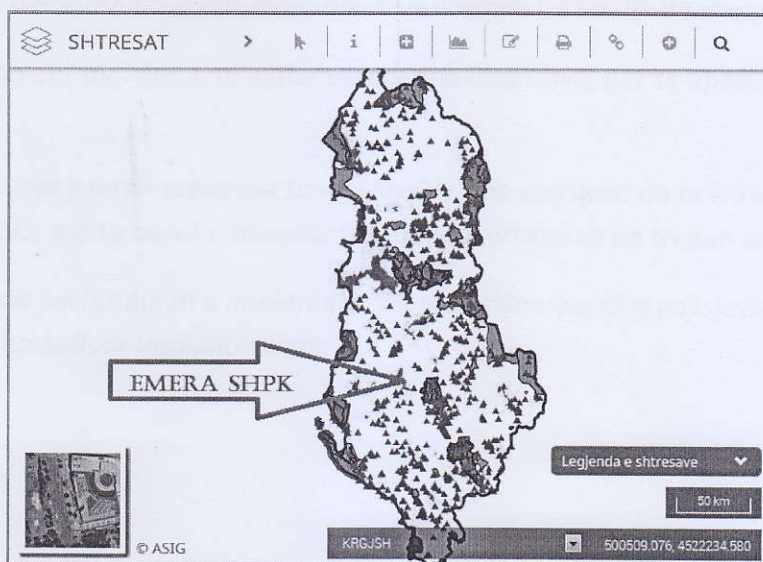 SHTRESAT
EMERA SHPK
Legjenda e shtresave
50 km
© ASIG
KRGJSH
500509.076, 4522234.580